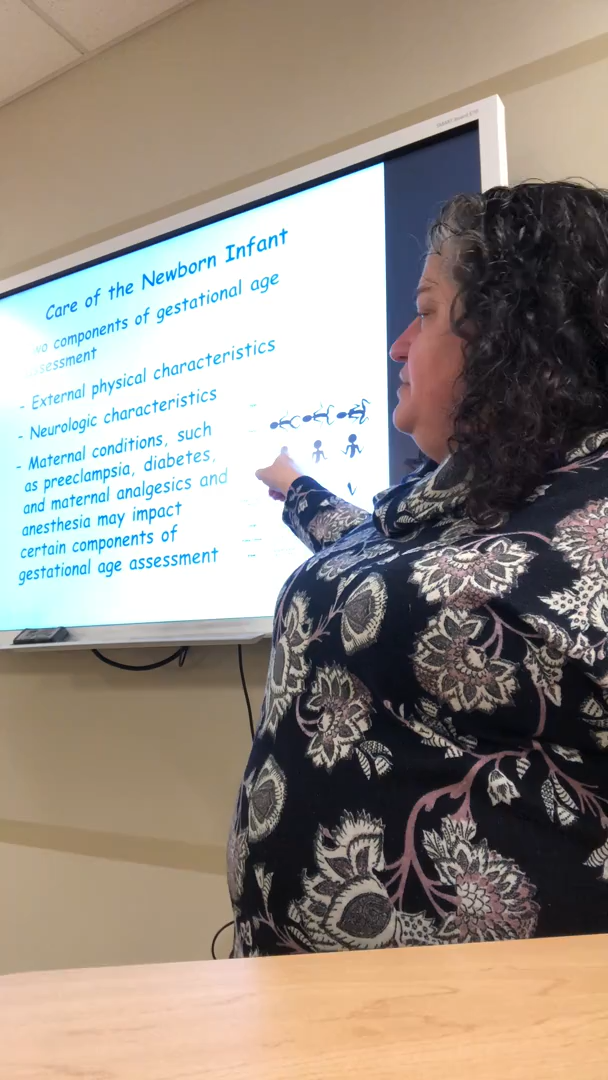 Care of the Newborn Infant
components of gestational age
assessment
- External physical characteristics
- Neurologic characteristics
- Maternal conditions, such
as preeclampsia, diabetes,
and maternal analgesics and
anesthesia may impact
certain components of
gestational age assessment